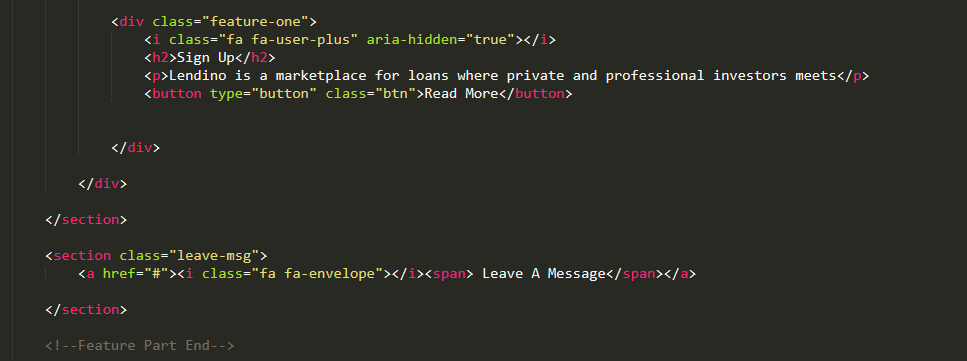 <div class="feature-one">
<i class="fa fa-user-plus" aria-hidden="true"></i>
<h2>Sign Up</h2>
<p>Lendino is a marketplace for loans where private and professional investors meets</p>
<button type="button" class="btn">Read More</button>
</div>
</div>
</section>
<section class="leave-msg">
<a href="#"><i class="fa fa-envelope"></i><span> Leave A Message</span></a>
</section>
<!--Feature Part End-->